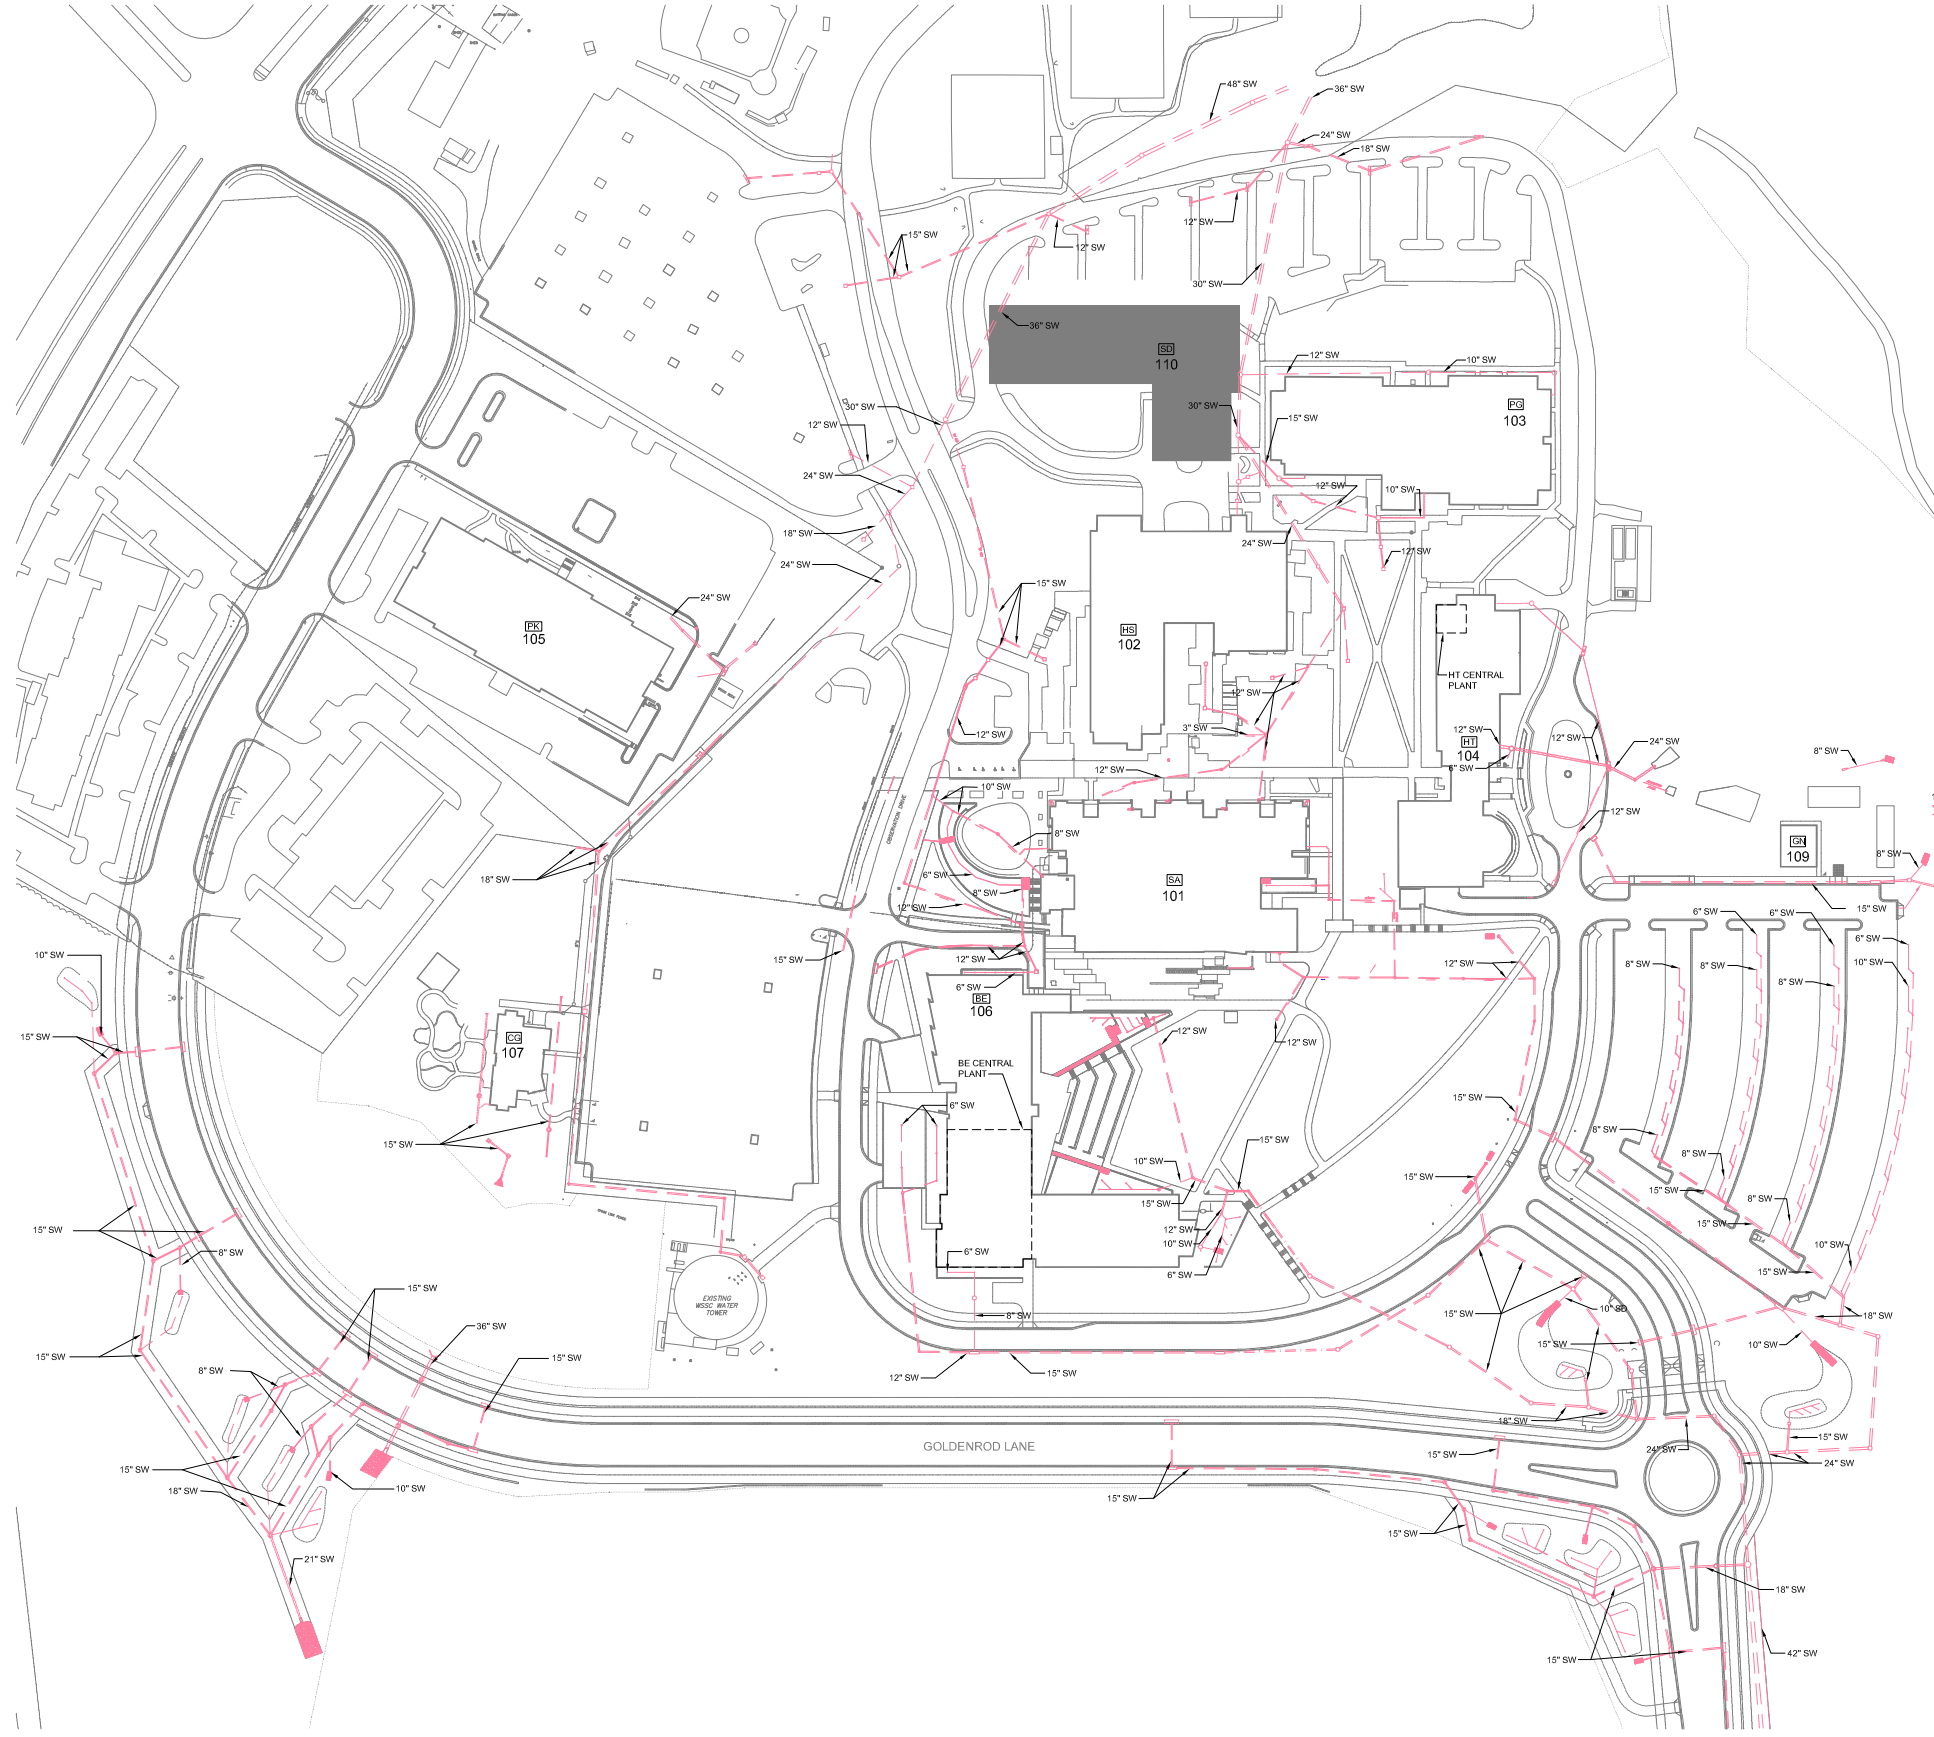 48" SW
36" SW
24" SW
18" SW
12" SW
15" SW
12" SW
30" SW
36" SW
SD
110
12" SW
10" SW
30" SW
30" SW
15" SW
PG
103
12" SW
24" SW
12" SW
10" SW
18" SW
24" SW
12" SW
24" SW
15" SW
24" SW
PK
105
HS
102
HT CENTRAL
PLANT
12" SW
3" SW
12" SW
12" SW
12" SW
HT
104
6" SW
12" SW
24" SW
8" SW
12" SW
10" SW
OBSERVATION DRIVE
12" SW
8" SW
GN
109
8" SW
18" SW
6" SW
8" SW
SA
101
12" SW
15" SW
6" SW
6" SW
6" SW
10" SW
15" SW
12" SW
12" SW
8" SW
8" SW
8" SW
10" SW
6" SW
BE
106
15" SW
CG
107
12" SW
12" SW
BE CENTRAL
PLANT
15" SW
6" SW
15" SW
15" SW
8" SW
10" SW
8" SW
15" SW
15" SW
15" SW
8" SW
12" SW
15" SW
15" SW
8" SW
10" SW
6" SW
6" SW
10" SW
15" SW
15" SW
EXISTING
WSSC WATER
TOWER
10" SD
8" SW
15" SW
18" SW
36" SW
15" SW
10" SW
15" SW
15" SW
8" SW
12" SW
15" SW
18" SW
15" SW
GOLDENROD LANE
15" SW
24" SW
24" SW
15" SW
18" SW
10" SW
15" SW
15" SW
21" SW
18" SW
42" SW
15" SW